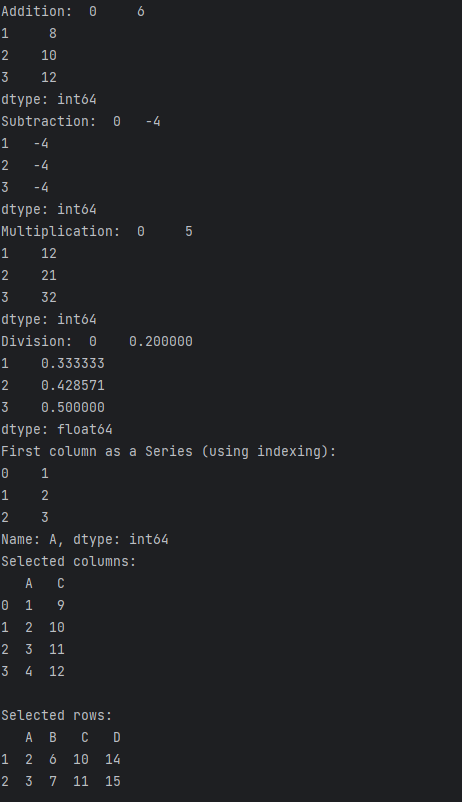 Addition:  0     6
1     8
2    10
3    12
dtype: int64
Subtraction:  0   -4
1   -4
2   -4
3   -4
dtype: int64
Multiplication:  0     5
1    12
2    21
3    32
dtype: int64
Division:  0    0.200000
1    0.333333
2    0.428571
3    0.500000
dtype: float64
First column as a Series (using indexing):
0    1
1    2
2    3
Name: A, dtype: int64
Selected columns:
   A   C
0  1   9
1  2  10
2  3  11
3  4  12

Selected rows:
   A  B   C   D
1  2  6  10  14
2  3  7  11  15